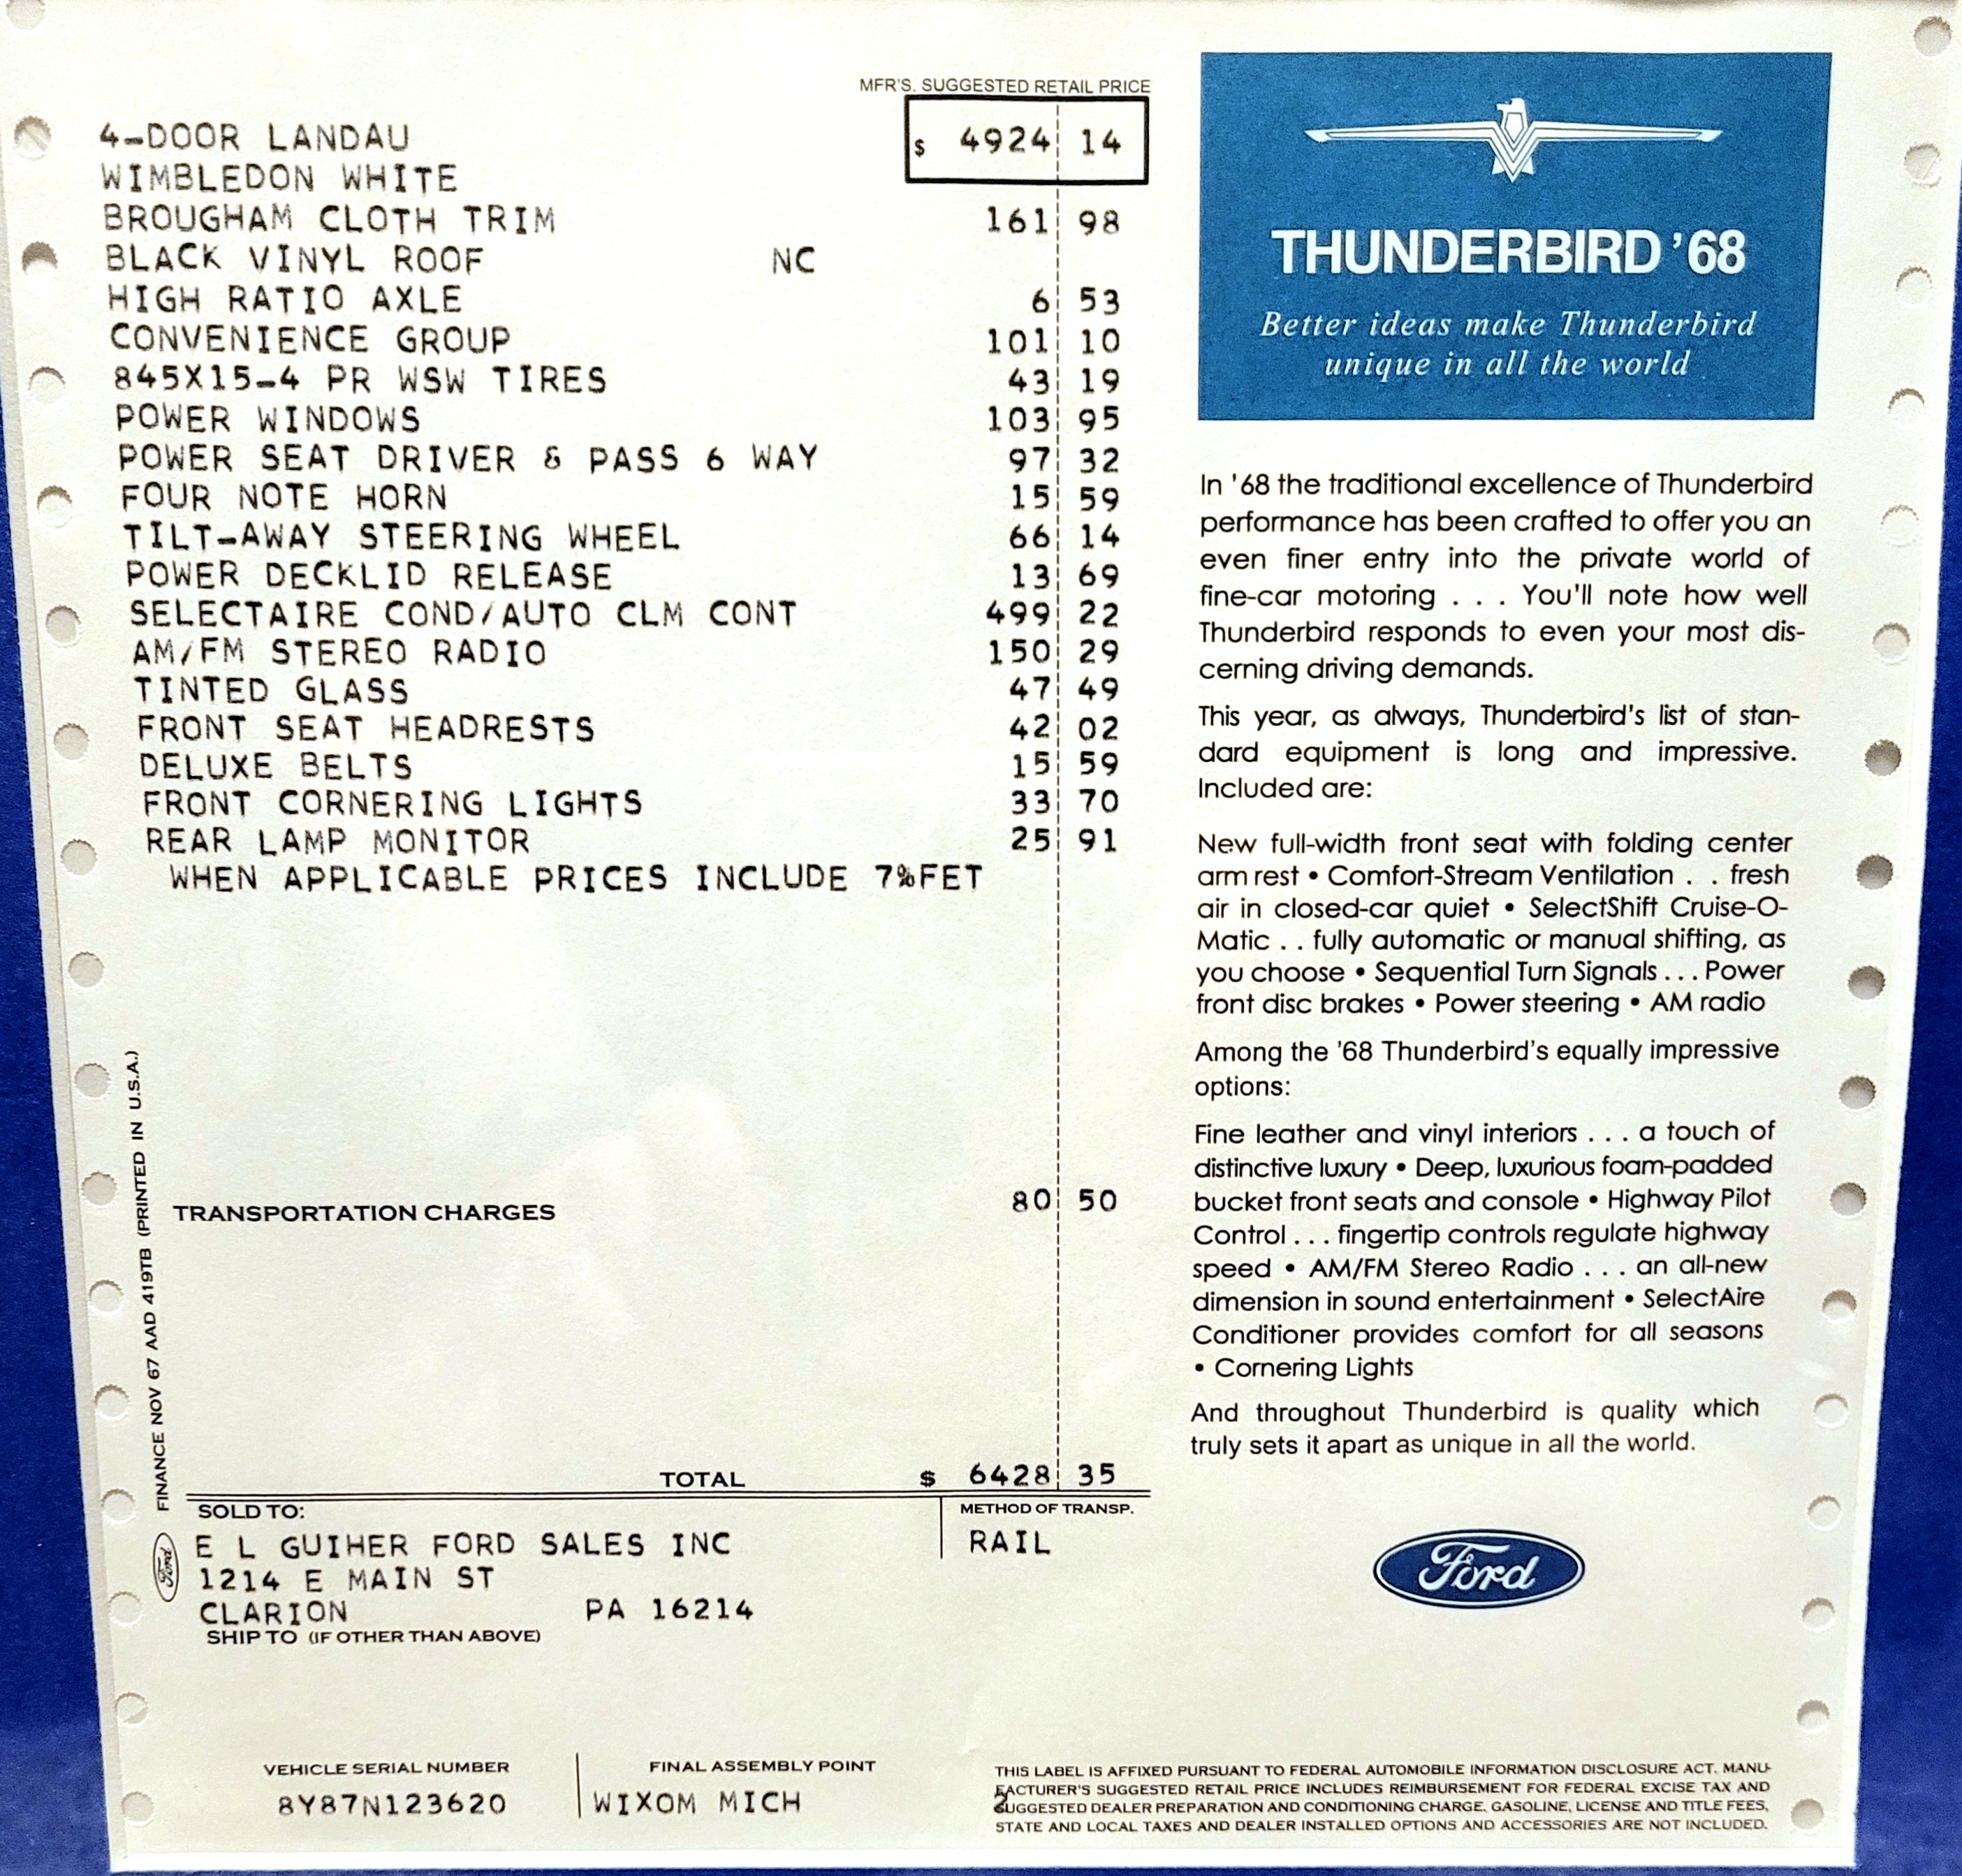 MFR'S. SUGGESTED RETAIL PRICE
4-DOOR LANDAU $ 4924 14
WIMBLEDON WHITE
BROUGHAM CLOTH TRIM 161 98
BLACK VINYL ROOF NC
HIGH RATIO AXLE 6 53
CONVENIENCE GROUP 101 10
845X15-4 PR WSW TIRES 43 19
POWER WINDOWS 103 95
POWER SEAT DRIVER & PASS 6 WAY 97 32
FOUR NOTE HORN 15 59
TILT-AWAY STEERING WHEEL 66 14
POWER DECKLID RELEASE 13 69
SELECTAIRE COND/AUTO CLM CONT 499 22
AM/FM STEREO RADIO 150 29
TINTED GLASS 47 49
FRONT SEAT HEADRESTS 42 02
DELUXE BELTS 15 59
FRONT CORNERING LIGHTS 33 70
REAR LAMP MONITOR 25 91
WHEN APPLICABLE PRICES INCLUDE 7%FET
TRANSPORTATION CHARGES 80 50
TOTAL $ 6428 35
SOLD TO:
E L GUIHER FORD SALES INC
1214 E MAIN ST
CLARION PA 16214
SHIP TO (IF OTHER THAN ABOVE)
METHOD OF TRANSP.
RAIL
Ford FINANCE NOV 67 AAD 419TB (PRINTED IN U.S.A.)
VEHICLE SERIAL NUMBER
8Y87N123620
FINAL ASSEMBLY POINT
WIXOM MICH
THUNDERBIRD '68
Better ideas make Thunderbird
unique in all the world
In '68 the traditional excellence of Thunderbird
performance has been crafted to offer you an
even finer entry into the private world of
fine-car motoring . . . You'll note how well
Thunderbird responds to even your most dis-
cerning driving demands.
This year, as always, Thunderbird's list of stan-
dard equipment is long and impressive.
Included are:
New full-width front seat with folding center
arm rest • Comfort-Stream Ventilation . . fresh
air in closed-car quiet • SelectShift Cruise-O-
Matic . . fully automatic or manual shifting, as
you choose • Sequential Turn Signals . . . Power
front disc brakes • Power steering • AM radio
Among the '68 Thunderbird's equally impressive
options:
Fine leather and vinyl interiors . . . a touch of
distinctive luxury • Deep, luxurious foam-padded
bucket front seats and console • Highway Pilot
Control . . . fingertip controls regulate highway
speed • AM/FM Stereo Radio . . . an all-new
dimension in sound entertainment • SelectAire
Conditioner provides comfort for all seasons
• Cornering Lights
And throughout Thunderbird is quality which
truly sets it apart as unique in all the world.
Ford
THIS LABEL IS AFFIXED PURSUANT TO FEDERAL AUTOMOBILE INFORMATION DISCLOSURE ACT. MANU-
FACTURER'S SUGGESTED RETAIL PRICE INCLUDES REIMBURSEMENT FOR FEDERAL EXCISE TAX AND
2
SUGGESTED DEALER PREPARATION AND CONDITIONING CHARGE. GASOLINE, LICENSE AND TITLE FEES,
STATE AND LOCAL TAXES AND DEALER INSTALLED OPTIONS AND ACCESSORIES ARE NOT INCLUDED.